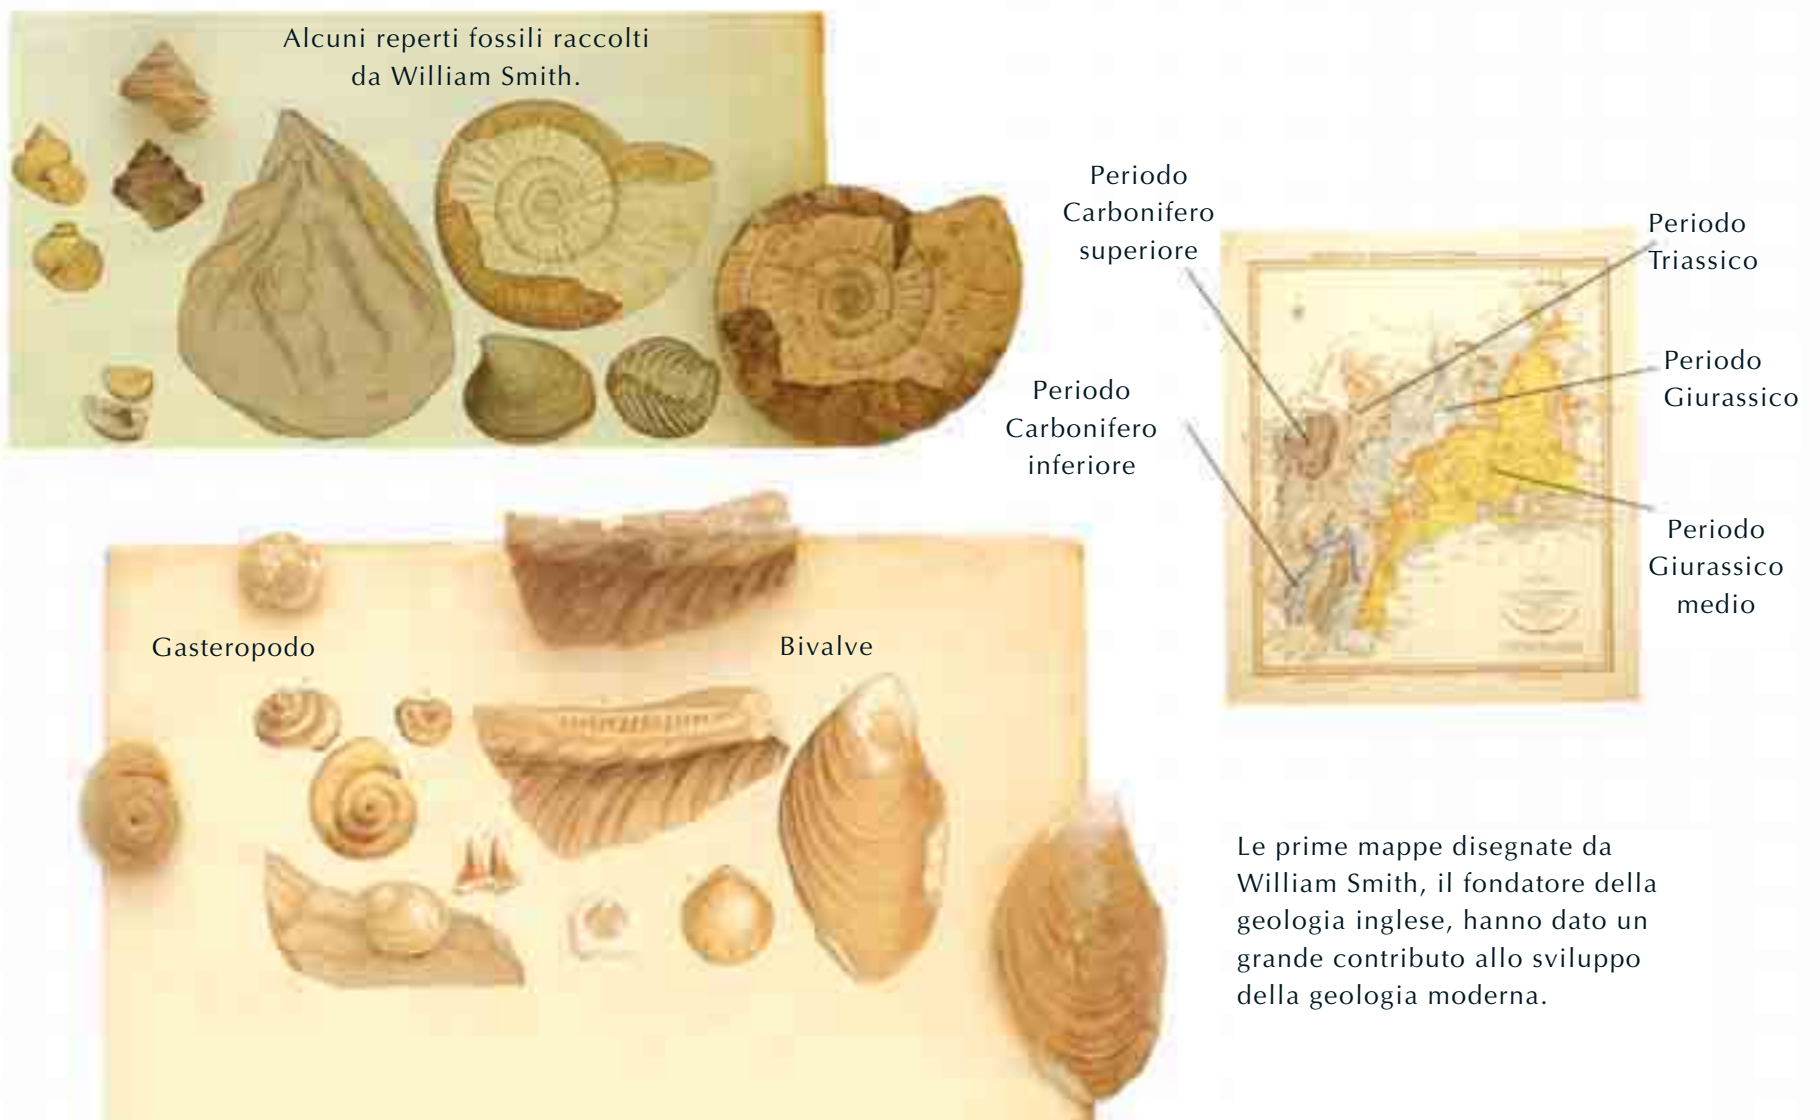 Alcuni reperti fossili raccolti
da William Smith.
Periodo
Carbonifero
superiore
Periodo
Triassico
Periodo
Giurassico
Periodo
Carbonifero
inferiore
Periodo
Giurassico
medio
Gasteropodo
Bivalve
Le prime mappe disegnate da
William Smith, il fondatore della
geologia inglese, hanno dato un
grande contributo allo sviluppo
della geologia moderna.